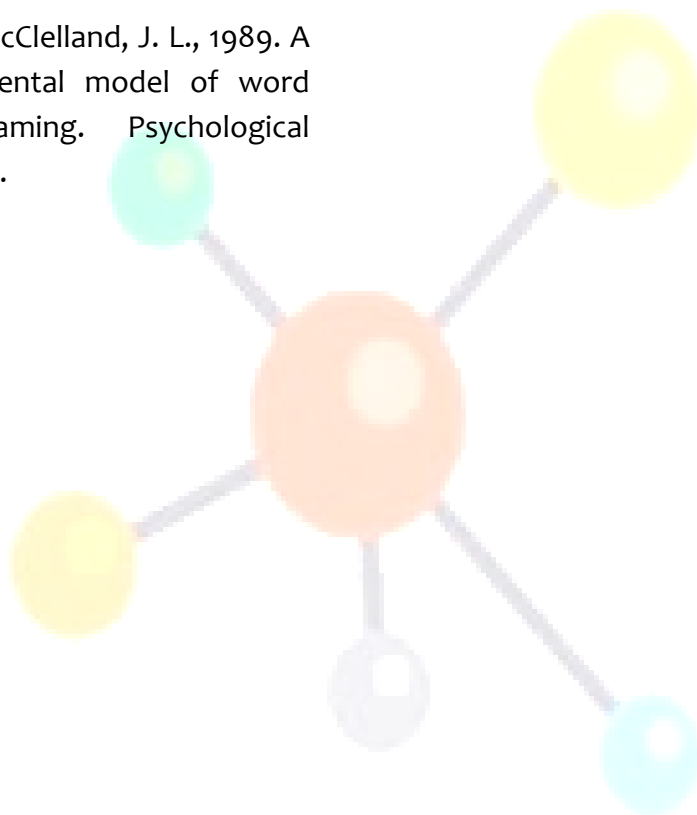 cClelland, J. L., 1989. A
ental model of word
aming. Psychological
.